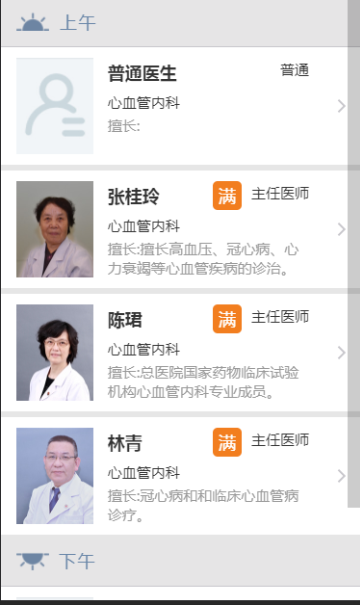 上午
普通医生 普通
心血管内科
擅长:
张桂玲 满 主任医师
心血管内科
擅长:擅长高血压、冠心病、心
力衰竭等心血管疾病的诊治。
陈珺 满 主任医师
心血管内科
擅长:总医院国家药物临床试验
机构心血管内科专业成员。
林青 满 主任医师
心血管内科
擅长:冠心病和和临床心血管病
诊疗。
下午